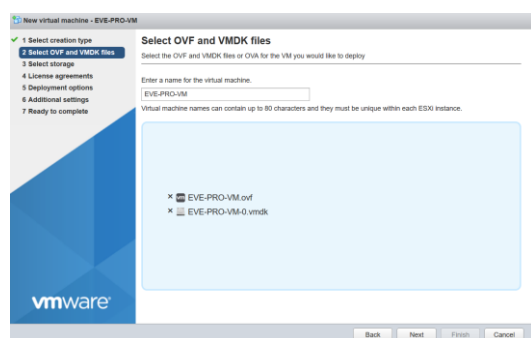 New virtual machine - EVE-PRO-VM
1 Select creation type
2 Select OVF and VMDK files
3 Select storage
4 License agreements
5 Deployment options
6 Additional settings
7 Ready to complete
Select OVF and VMDK files
Select the OVF and VMDK files or OVA for the VM you would like to deploy
Enter a name for the virtual machine.
EVE-PRO-VM
Virtual machine names can contain up to 80 characters and they must be unique within each ESXi instance.
× EVE-PRO-VM.ovf
× EVE-PRO-VM-0.vmdk
vmware
Back Next Finish Cancel